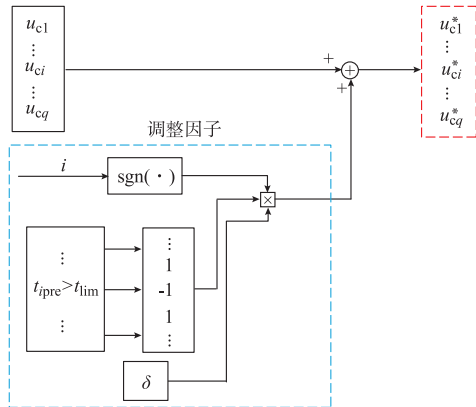 u_c1
⋮
u_ci
⋮
u_cq
+
+
+
u*_c1
⋮
u*_ci
⋮
u*_cq
调整因子
i
sgn( · )
×
⋮
t_ipre>t_lim
⋮
⋮
1
-1
1
⋮
δ